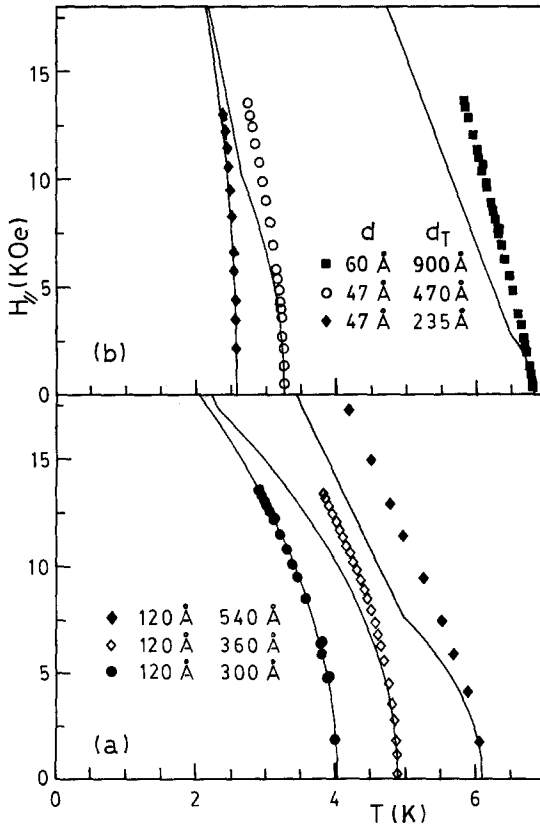 15
10
5
0
H//(KOe)
d d_T
■ 60 Å 900 Å
○ 47 Å 470 Å
◆ 47 Å 235 Å
(b)
15
10
5
0
◆ 120 Å 540 Å
◇ 120 Å 360 Å
● 120 Å 300 Å
(a)
0 2 4 6
T(K)